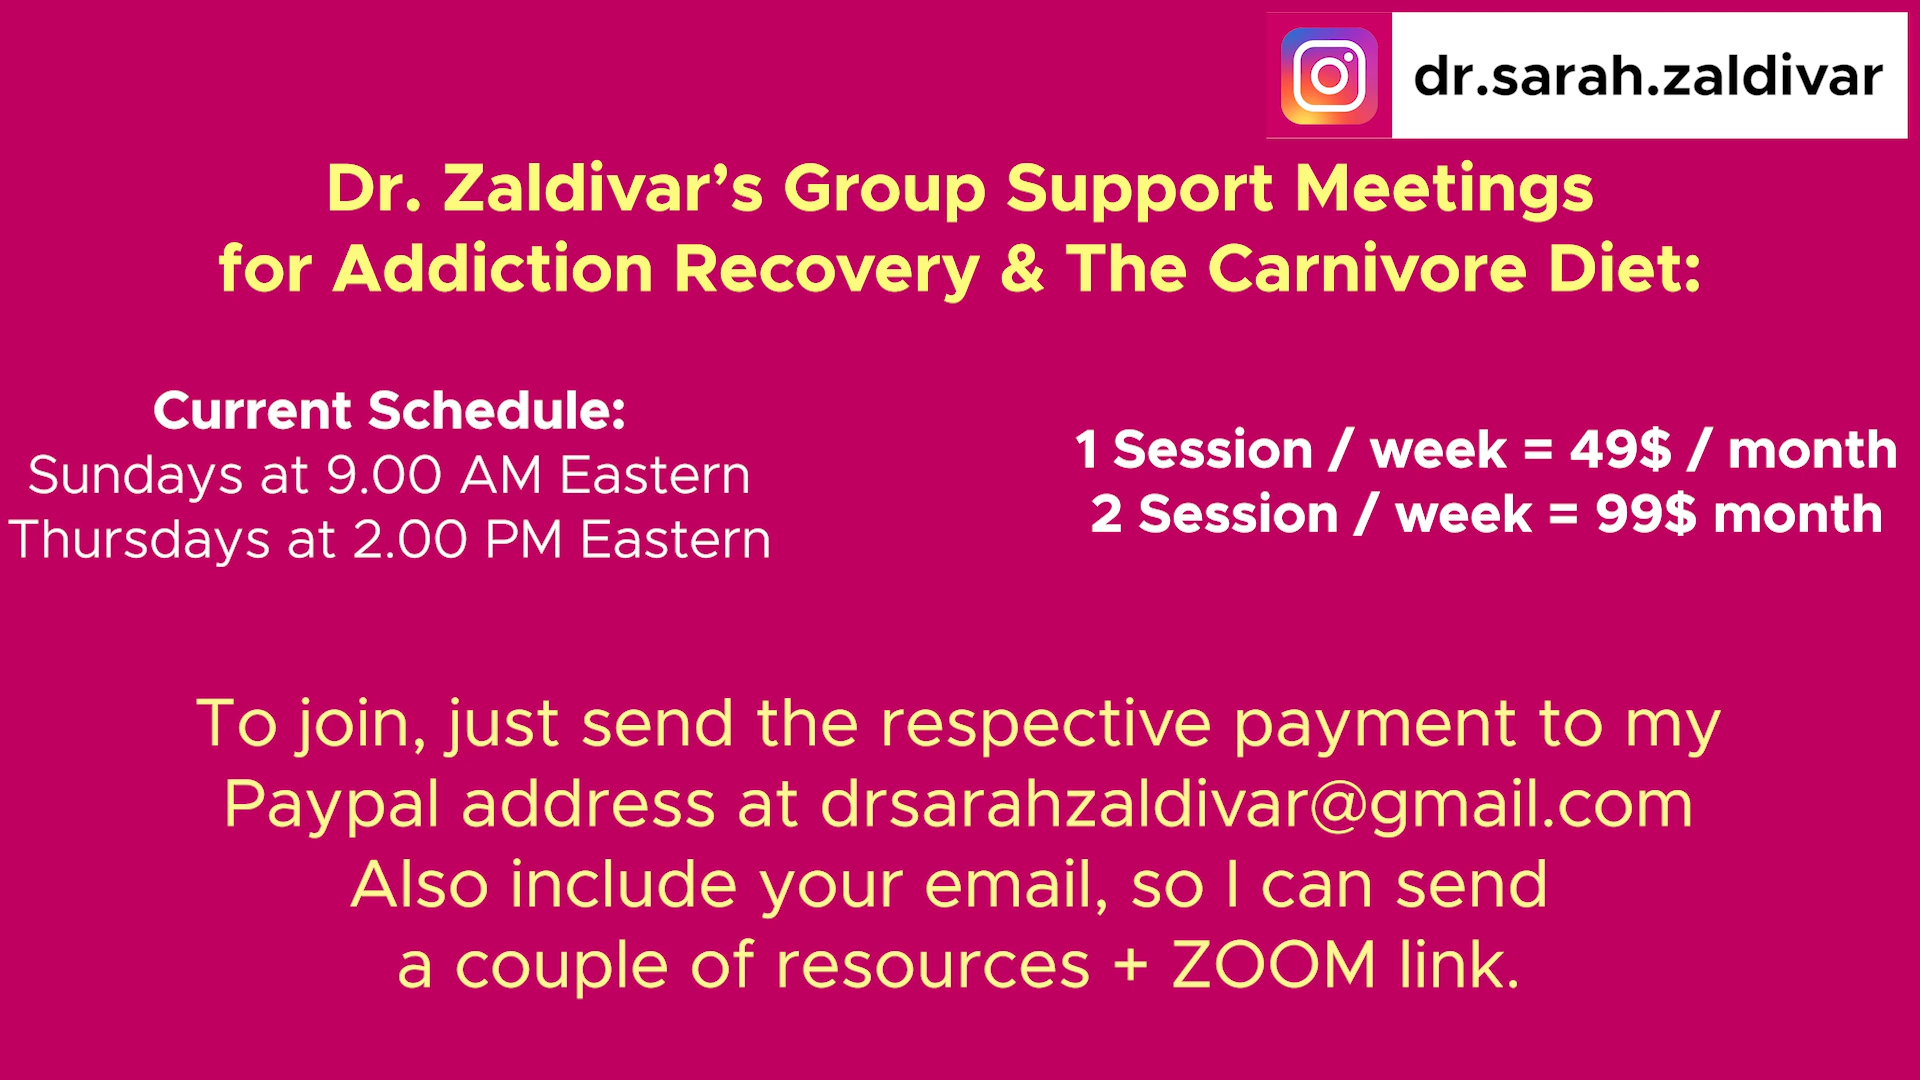 dr.sarah.zaldivar
Dr. Zaldivar’s Group Support Meetings
for Addiction Recovery & The Carnivore Diet:
Current Schedule:
Sundays at 9.00 AM Eastern
Thursdays at 2.00 PM Eastern
1 Session / week = 49$ / month
2 Session / week = 99$ month
To join, just send the respective payment to my
Paypal address at drsarahzaldivar@gmail.com
Also include your email, so I can send
a couple of resources + ZOOM link.